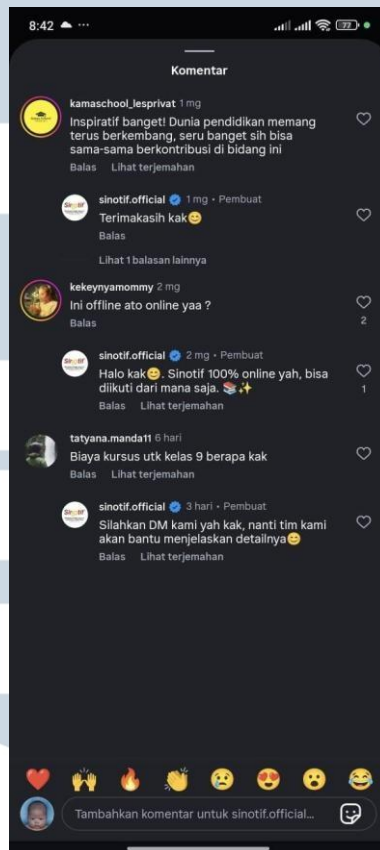 8:42
77
Komentar
kamaschool_lesprivat 1 mg
Inspiratif banget! Dunia pendidikan memang
terus berkembang, seru banget sih bisa
sama-sama berkontribusi di bidang ini
Balas Lihat terjemahan
sinotif.official 1 mg • Pembuat
Terimakasih kak😊
Balas
Lihat 1 balasan lainnya
kekeynyamommy 2 mg
Ini offline ato online yaa ?
Balas
2
sinotif.official 2 mg • Pembuat
Halo kak😊. Sinotif 100% online yah, bisa
diikuti dari mana saja. 📚✨
1
Balas Lihat terjemahan
tatyana.manda11 6 hari
Biaya kursus utk kelas 9 berapa kak
Balas Lihat terjemahan
sinotif.official 3 hari • Pembuat
Silahkan DM kami yah kak, nanti tim kami
akan bantu menjelaskan detailnya😊
Balas Lihat terjemahan
Tambahkan komentar untuk sinotif.official...